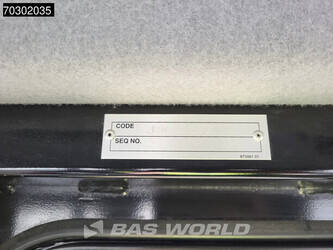 70302035
CODE
SEQ NO.
BAS WORLD